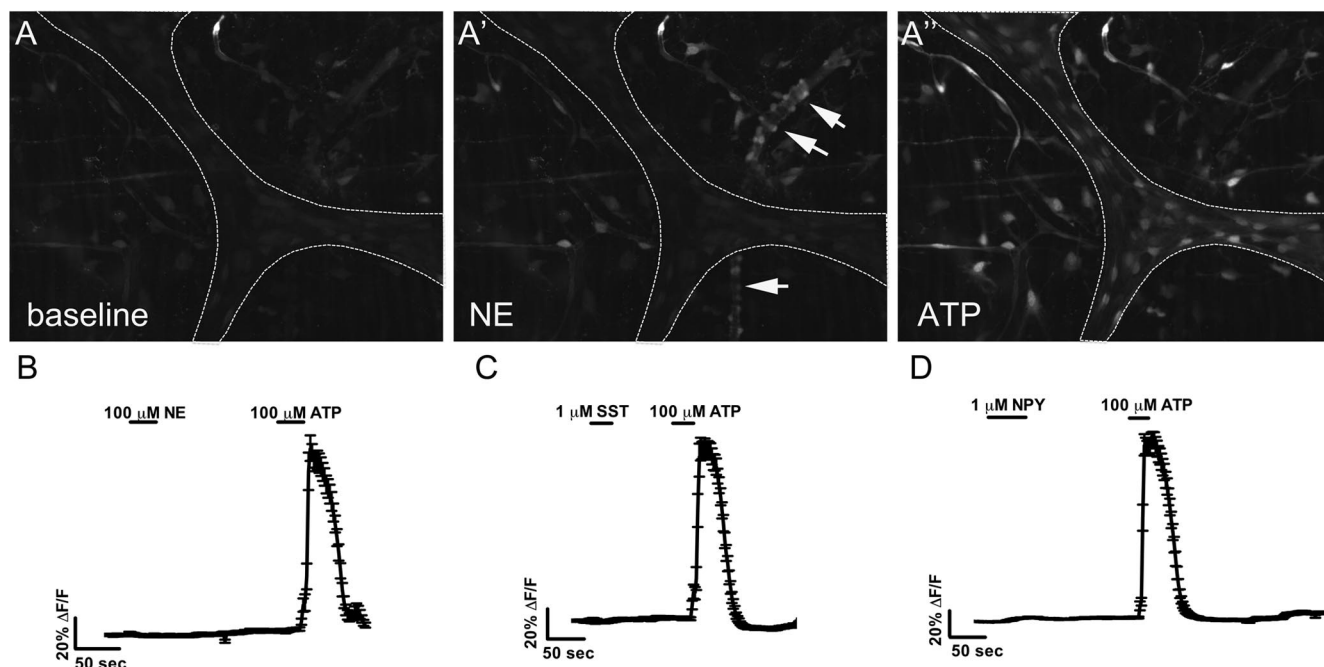 A
A'
A''
baseline
NE
ATP
B
C
D
100 μM NE
100 μM ATP
1 μM SST
100 μM ATP
1 μM NPY
100 μM ATP
20% ΔF/F
50 sec
20% ΔF/F
50 sec
20% ΔF/F
50 sec